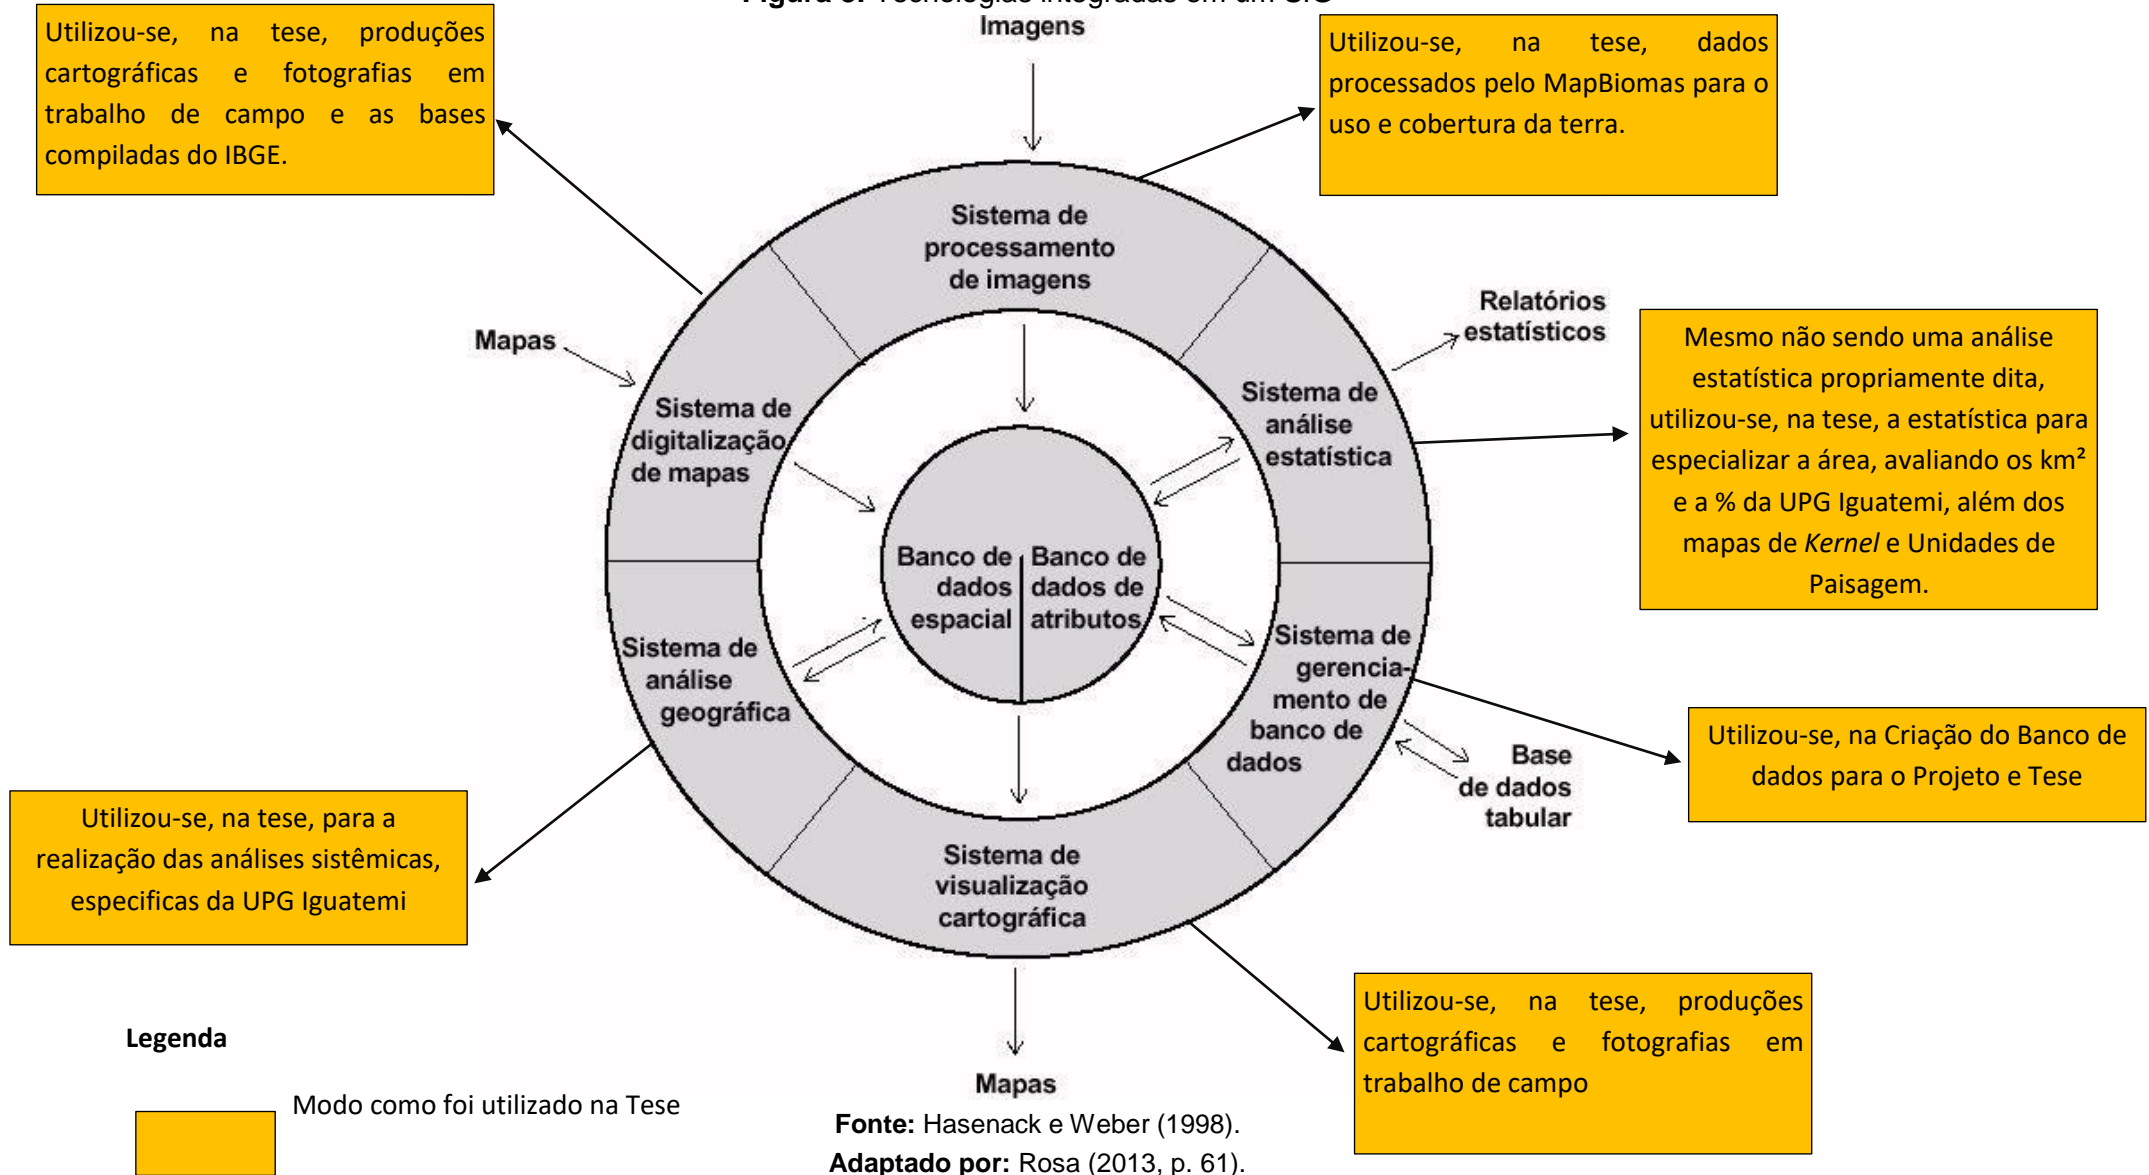 Figura 8. Tecnologias integradas em um SIG
Imagens
Utilizou-se, na tese, produções
cartográficas e fotografias em
trabalho de campo e as bases
compiladas do IBGE.
Utilizou-se, na tese, dados
processados pelo MapBiomas para o
uso e cobertura da terra.
Sistema de
processamento
de imagens
Mapas
Relatórios
estatísticos
Sistema de
digitalização
de mapas
Sistema de
análise
estatística
Mesmo não sendo uma análise
estatística propriamente dita,
utilizou-se, na tese, a estatística para
especializar a área, avaliando os km²
e a % da UPG Iguatemi, além dos
mapas de Kernel e Unidades de
Paisagem.
Banco de
dados
espacial
Banco de
dados de
atributos
Sistema de
análise
geográfica
Sistema de
gerencia-
mento de
banco de
dados
Base
de dados
tabular
Utilizou-se, na Criação do Banco de
dados para o Projeto e Tese
Utilizou-se, na tese, para a
realização das análises sistêmicas,
especificas da UPG Iguatemi
Sistema de
visualização
cartográfica
Utilizou-se, na tese, produções
cartográficas e fotografias em
trabalho de campo
Mapas
Legenda
Modo como foi utilizado na Tese
Fonte: Hasenack e Weber (1998).
Adaptado por: Rosa (2013, p. 61).